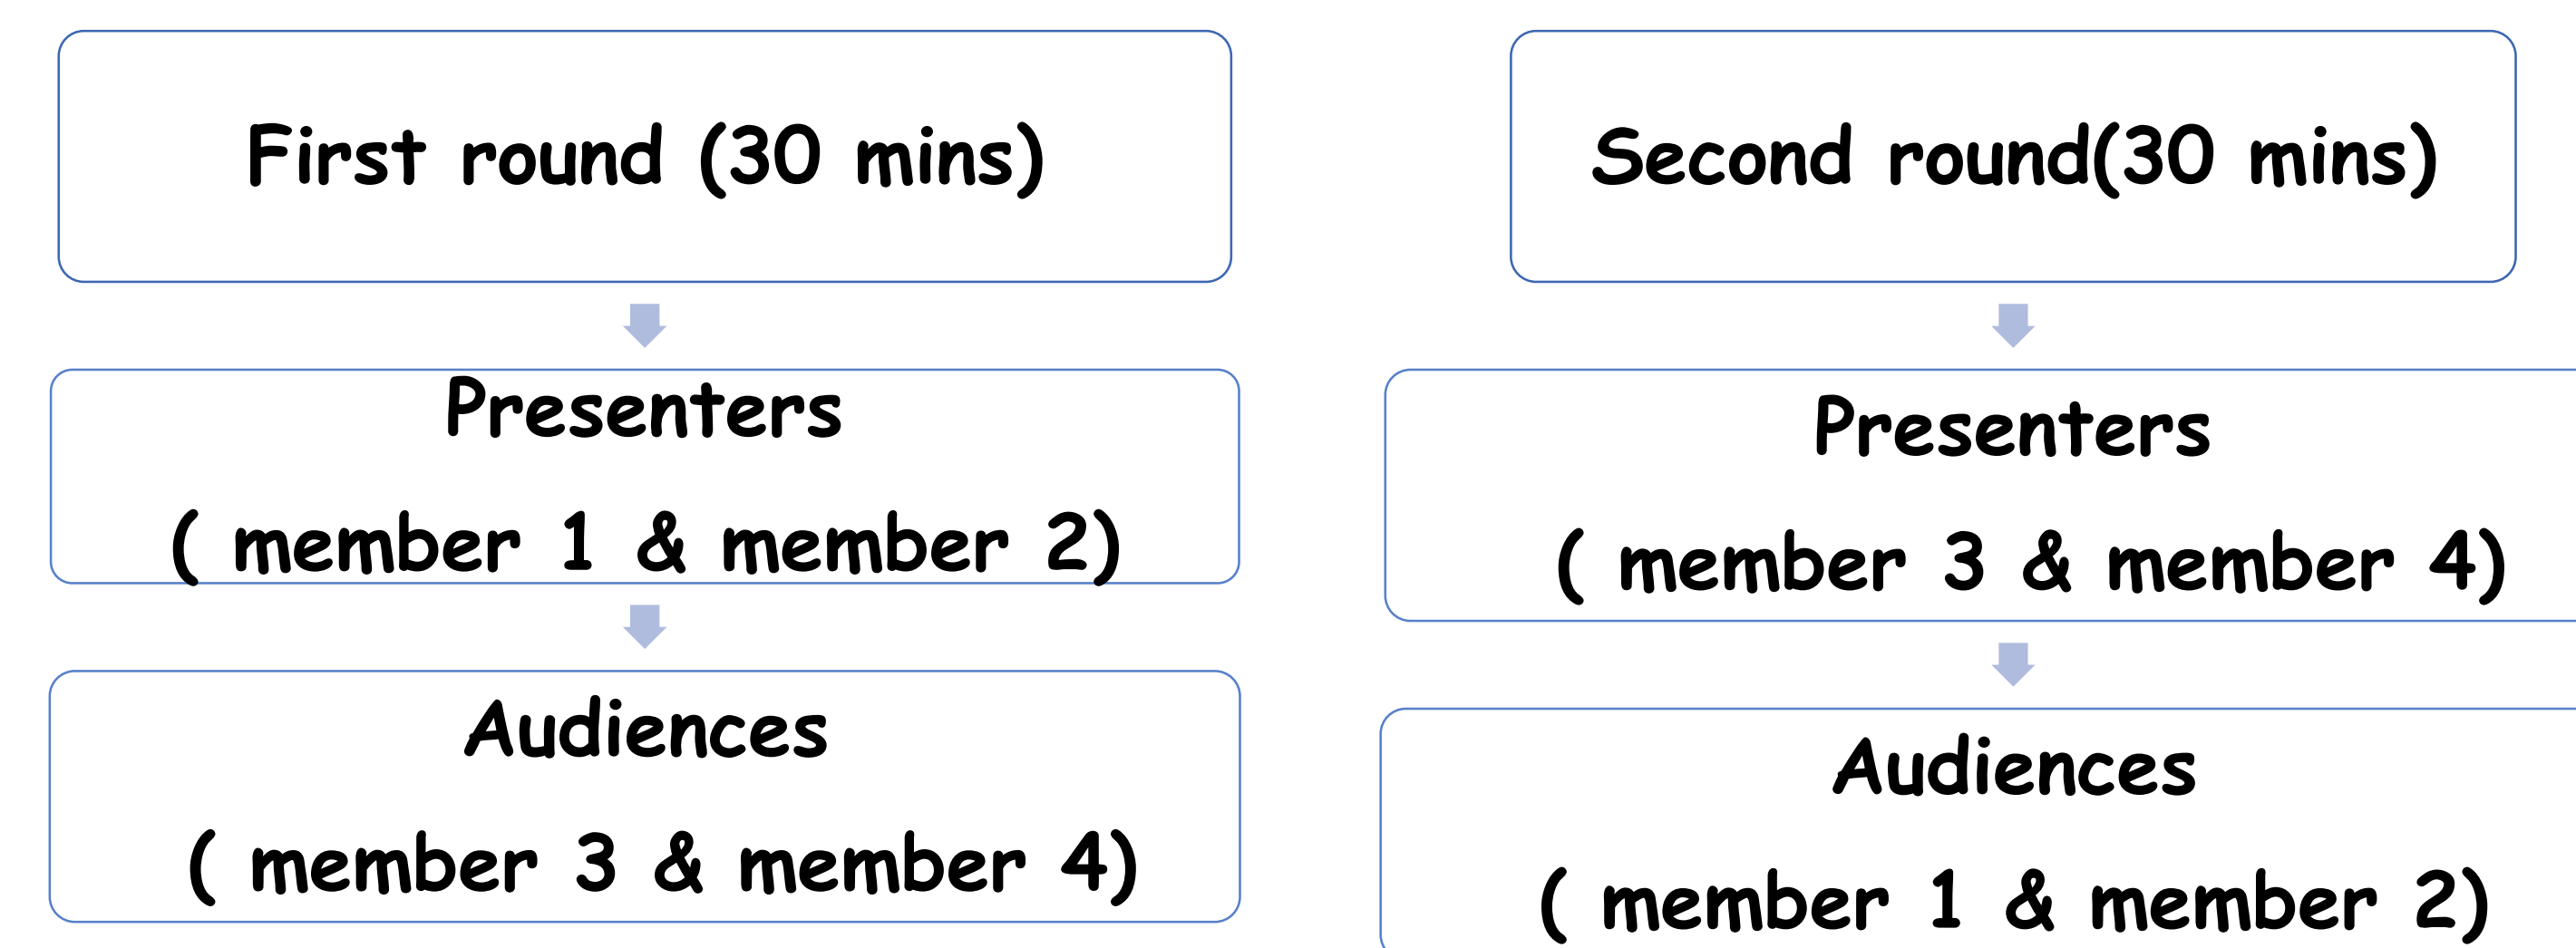 First round (30 mins)
Presenters
( member 1 & member 2)
Audiences
( member 3 & member 4)
Second round(30 mins)
Presenters
( member 3 & member 4)
Audiences
( member 1 & member 2)